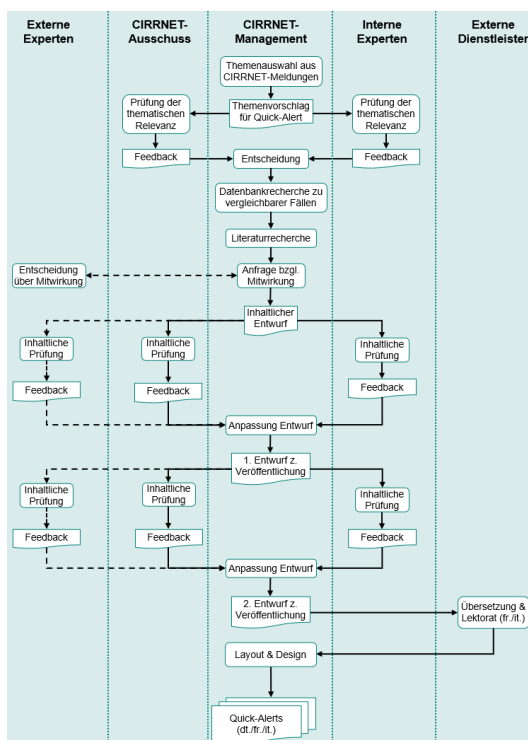 Externe
Experten
CIRRNET-
Ausschuss
CIRRNET-
Management
Interne
Experten
Externe
Dienstleister
Themenauswahl aus
CIRRNET-Meldungen
Prüfung der
thematischen
Relevanz
Themenvorschlag
für Quick-Alert
Prüfung der
thematischen
Relevanz
Feedback
Entscheidung
Feedback
Datenbankrecherche zu
vergleichbarer Fällen
Literaturrecherche
Entscheidung
über Mitwirkung
Anfrage bzgl.
Mitwirkung
Inhaltlicher
Entwurf
Inhaltliche
Prüfung
Inhaltliche
Prüfung
Inhaltliche
Prüfung
Feedback
Feedback
Feedback
Anpassung Entwurf
1. Entwurf z.
Veröffentlichung
Inhaltliche
Prüfung
Inhaltliche
Prüfung
Inhaltliche
Prüfung
Feedback
Feedback
Feedback
Anpassung Entwurf
2. Entwurf z.
Veröffentlichung
Übersetzung &
Lektorat (fr./it.)
Layout & Design
Quick-Alerts
(dt./fr./it.)